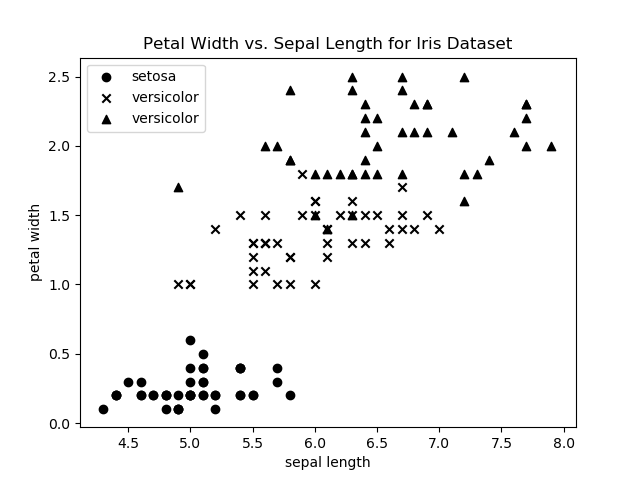 Petal Width vs. Sepal Length for Iris Dataset
setosa
versicolor
versicolor
2.5
2.0
1.5
1.0
0.5
0.0
petal width
4.5 5.0 5.5 6.0 6.5 7.0 7.5 8.0
sepal length